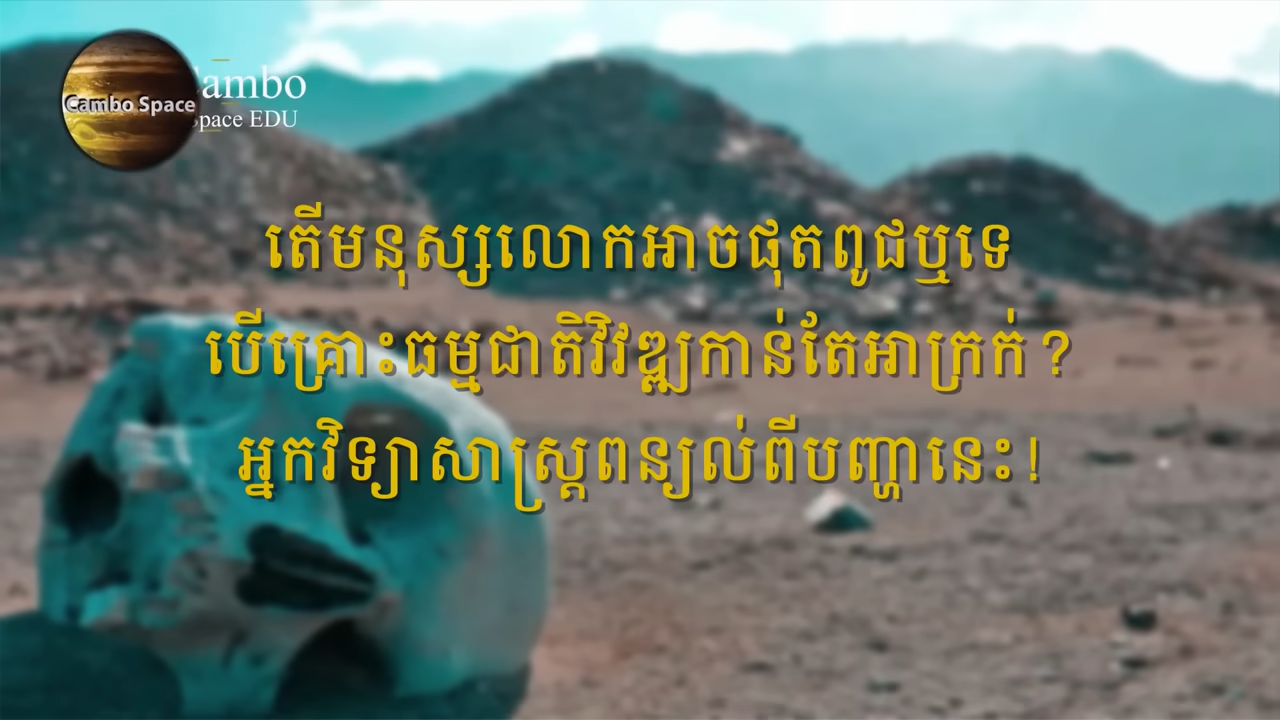 Cambo Space
Cambo
Space EDU
តើមនុស្សលោកអាចផុតពូជឬទេ
បើគ្រោះធម្មជាតិវិវឌ្ឍកាន់តែអាក្រក់?
អ្នកវិទ្យាសាស្ត្រពន្យល់ពីបញ្ហានេះ!